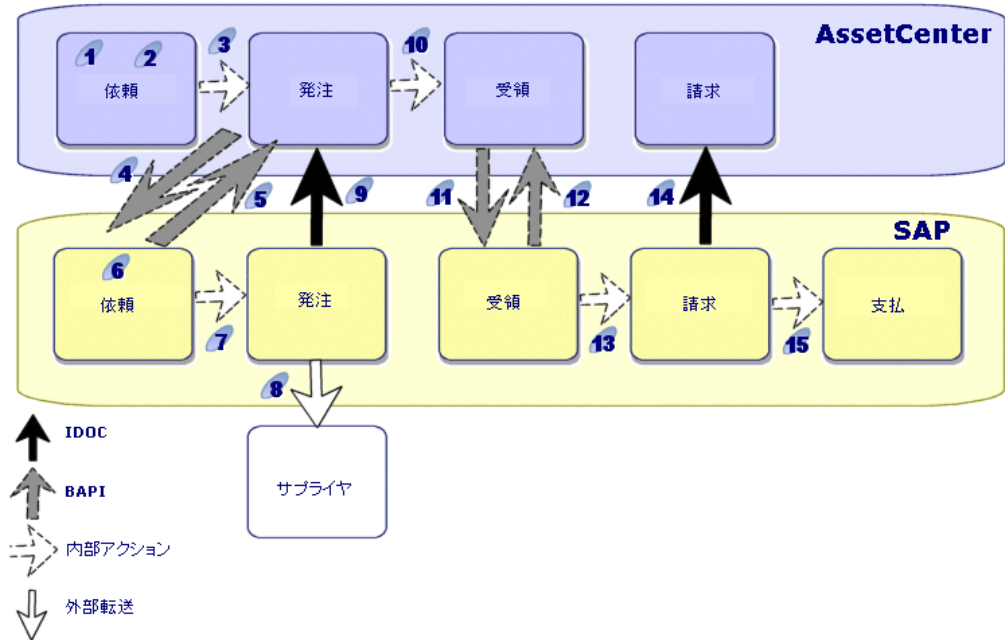 AssetCenter
1 2 3 10
依頼 発注 受領 請求
4 5 9 11 12 14
SAP
6
依頼 発注 受領 請求 支払
7 13 15
8
IDOC
BAPI
サプライヤ
内部アクション
外部転送